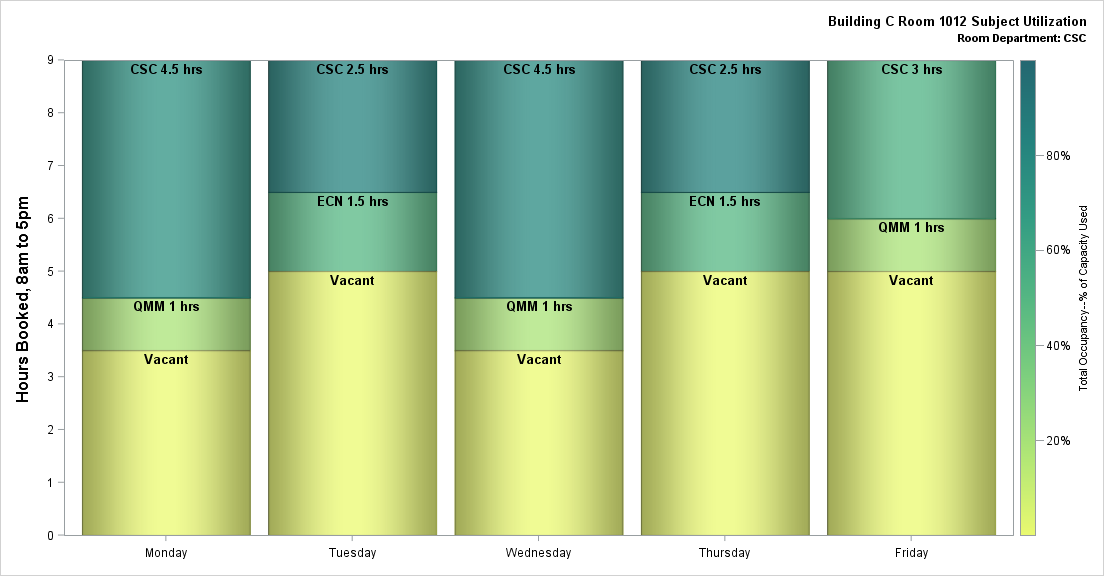 Building C Room 1012 Subject Utilization
Room Department: CSC
Hours Booked, 8am to 5pm
9
8
7
6
5
4
3
2
1
0
CSC 4.5 hrs
QMM 1 hrs
Vacant
CSC 2.5 hrs
ECN 1.5 hrs
Vacant
CSC 4.5 hrs
QMM 1 hrs
Vacant
CSC 2.5 hrs
ECN 1.5 hrs
Vacant
CSC 3 hrs
QMM 1 hrs
Vacant
Monday
Tuesday
Wednesday
Thursday
Friday
80%
60%
40%
20%
Total Occupancy--% of Capacity Used